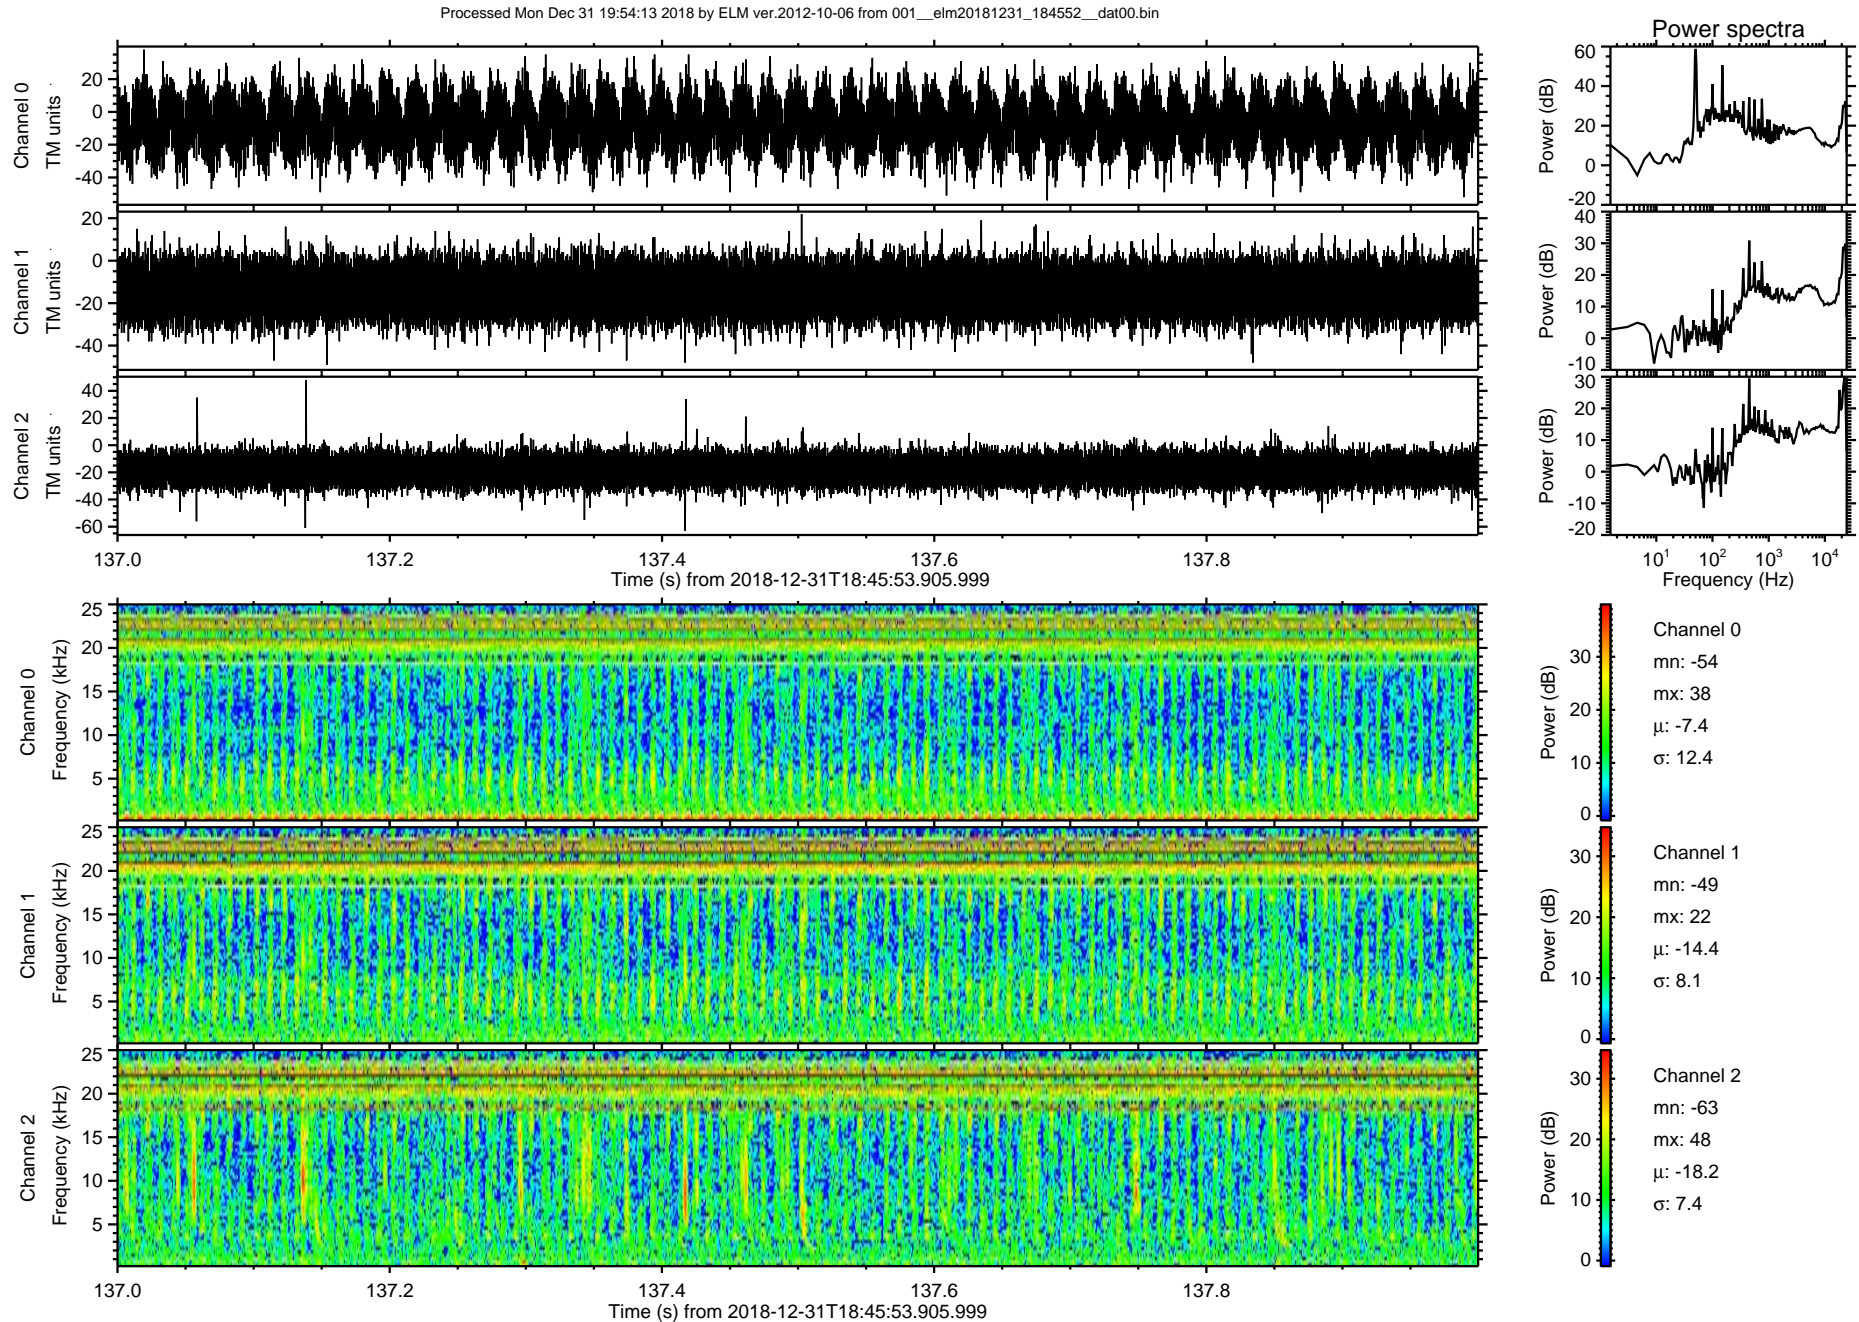 Processed Mon Dec 31 19:54:13 2018 by ELM ver.2012-10-06 from 001__elm20181231_184552__dat00.bin
Power spectra
Channel 0
TM units
20
0
-20
-40
Power (dB)
60
40
20
0
-20
Channel 1
TM units
20
0
-20
-40
Power (dB)
40
30
20
10
0
-10
Channel 2
TM units
40
20
0
-20
-40
-60
Power (dB)
30
20
10
0
-10
-20
137.0
137.2
137.4
137.6
137.8
Time (s) from 2018-12-31T18:45:53.905.999
10¹ 10² 10³ 10⁴
Frequency (Hz)
Channel 0
Frequency (kHz)
25
20
15
10
5
Power (dB)
30
20
10
0
Channel 0
mn: -54
mx: 38
μ: -7.4
σ: 12.4
Channel 1
Frequency (kHz)
25
20
15
10
5
Power (dB)
30
20
10
0
Channel 1
mn: -49
mx: 22
μ: -14.4
σ: 8.1
Channel 2
Frequency (kHz)
25
20
15
10
5
Power (dB)
30
20
10
0
Channel 2
mn: -63
mx: 48
μ: -18.2
σ: 7.4
137.0
137.2
137.4
137.6
137.8
Time (s) from 2018-12-31T18:45:53.905.999